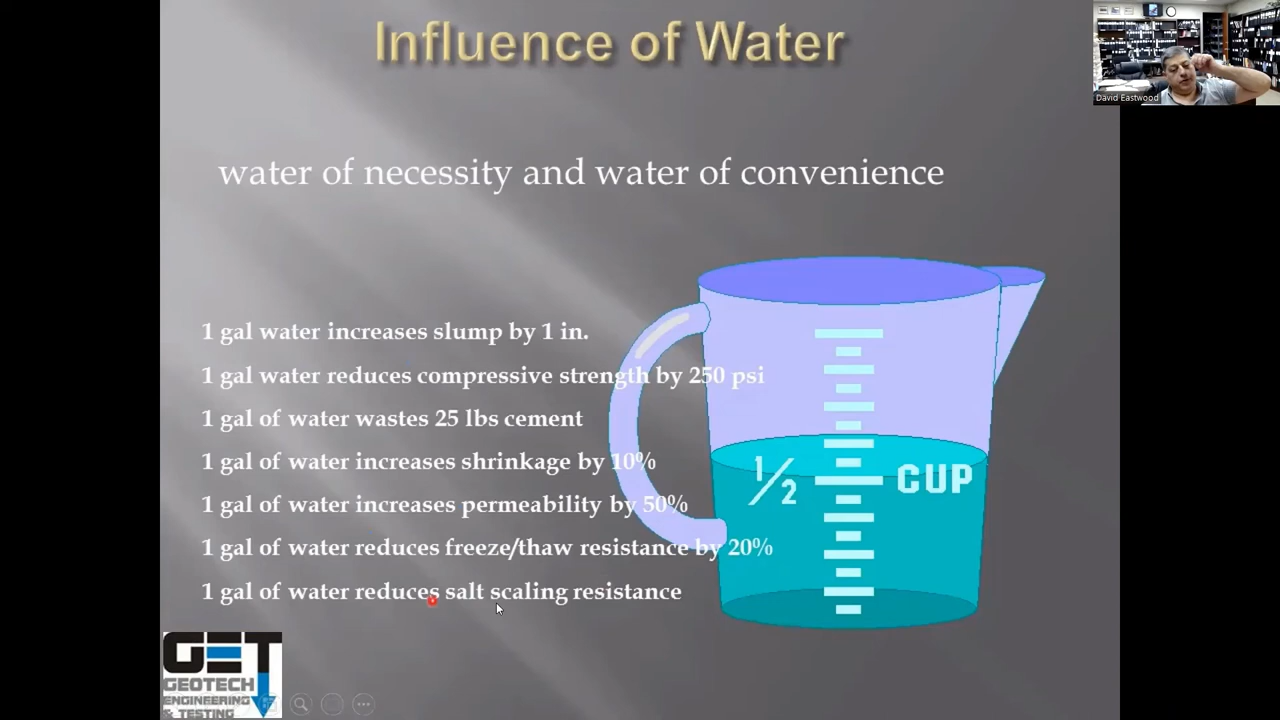 Influence of Water
David Eastwood
water of necessity and water of convenience
1 gal water increases slump by 1 in.
1 gal water reduces compressive strength by 250 psi
1 gal of water wastes 25 lbs cement
1 gal of water increases shrinkage by 10%
1 gal of water increases permeability by 50%
1 gal of water reduces freeze/thaw resistance by 20%
1 gal of water reduces salt scaling resistance
1/2 CUP
GET
GEOTECH
ENGINEERING
& TESTING